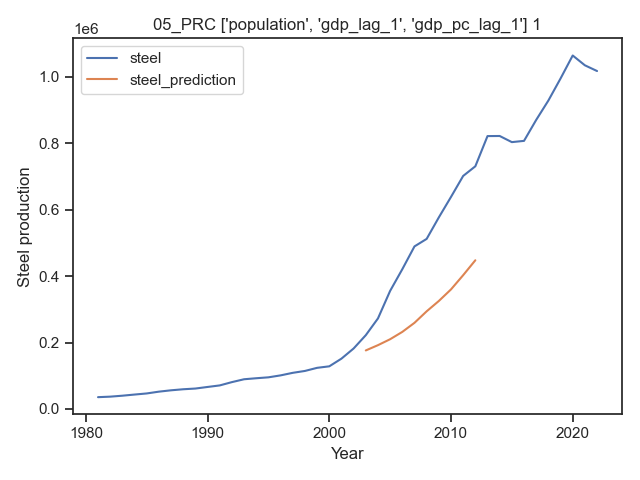 05_PRC ['population', 'gdp_lag_1', 'gdp_pc_lag_1'] 1
1e6
steel
steel_prediction
1.0
0.8
0.6
0.4
0.2
0.0
Steel production
1980 1990 2000 2010 2020
Year